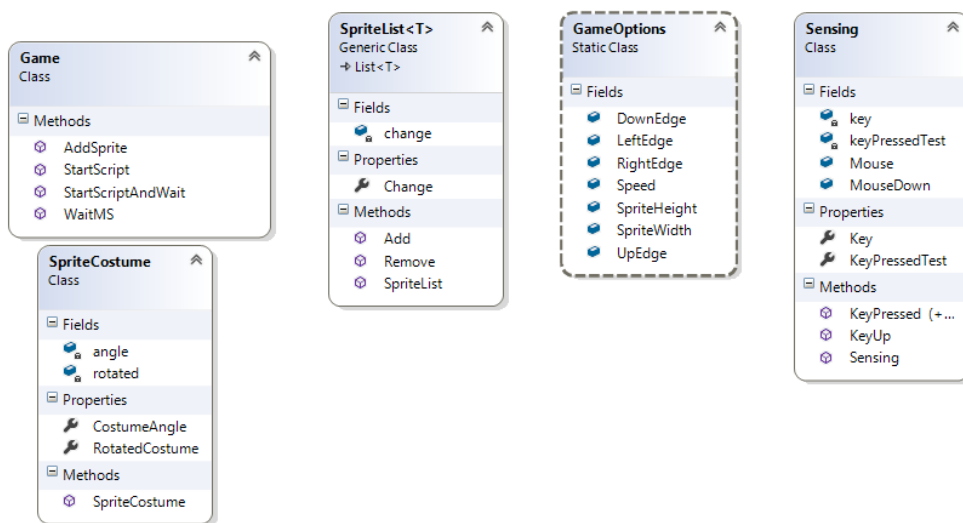 Game
Class
Methods
AddSprite
StartScript
StartScriptAndWait
WaitMS
SpriteCostume
Class
Fields
angle
rotated
Properties
CostumeAngle
RotatedCostume
Methods
SpriteCostume
SpriteList<T>
Generic Class
List<T>
Fields
change
Properties
Change
Methods
Add
Remove
SpriteList
GameOptions
Static Class
Fields
DownEdge
LeftEdge
RightEdge
Speed
SpriteHeight
SpriteWidth
UpEdge
Sensing
Class
Fields
key
keyPressedTest
Mouse
MouseDown
Properties
Key
KeyPressedTest
Methods
KeyPressed (+...
KeyUp
Sensing